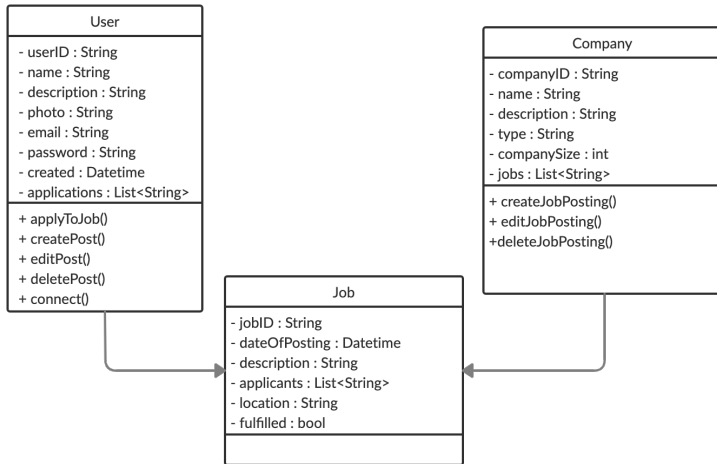 User
- userID : String
- name : String
- description : String
- photo : String
- email : String
- password : String
- created : Datetime
- applications : List<String>
+ applyToJob()
+ createPost()
+ editPost()
+ deletePost()
+ connect()
Company
- companyID : String
- name : String
- description : String
- type : String
- companySize : int
- jobs : List<String>
+ createJobPosting()
+ editJobPosting()
+deleteJobPosting()
Job
- jobID : String
- dateOfPosting : Datetime
- description : String
- applicants : List<String>
- location : String
- fulfilled : bool